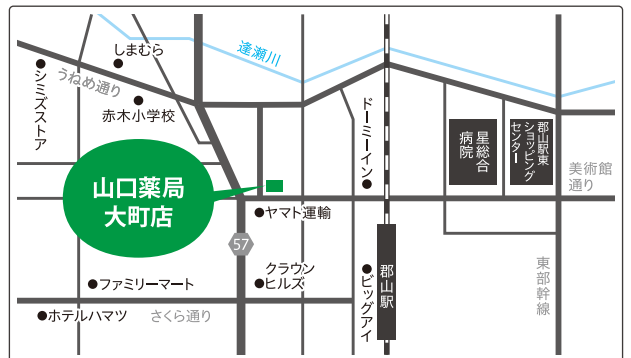 しまむら
シミズストア
うねめ通り
赤木小学校
逢瀬川
ドーミーイン
星総合
病院
郡山駅東
ショッピング
センター
美術館
通り
山口薬局
大町店
ヤマト運輸
57
クラウン
ヒルズ
ファミリーマート
ホテルハマツ
さくら通り
ビッグアイ
郡山駅
東部幹線